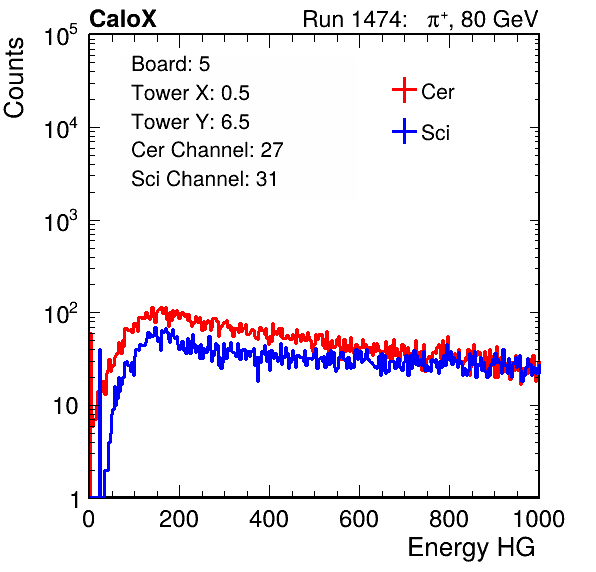 CaloX Run 1474: π⁺, 80 GeV
Counts
10⁵
10⁴
10³
10²
10
1
Board: 5
Tower X: 0.5
Tower Y: 6.5
Cer Channel: 27
Sci Channel: 31
Cer
Sci
0 200 400 600 800 1000
Energy HG